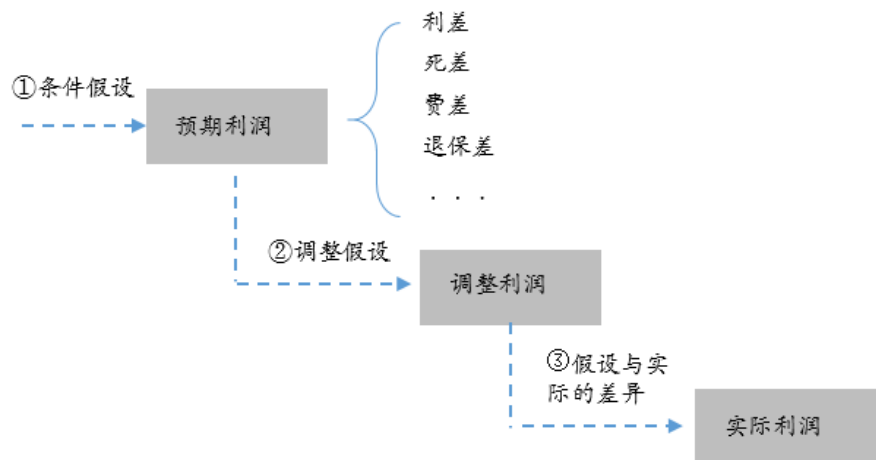 利差
死差
①条件假设
费差
预期利润
退保差
. . .
②调整假设
调整利润
③假设与实
际的差异
实际利润